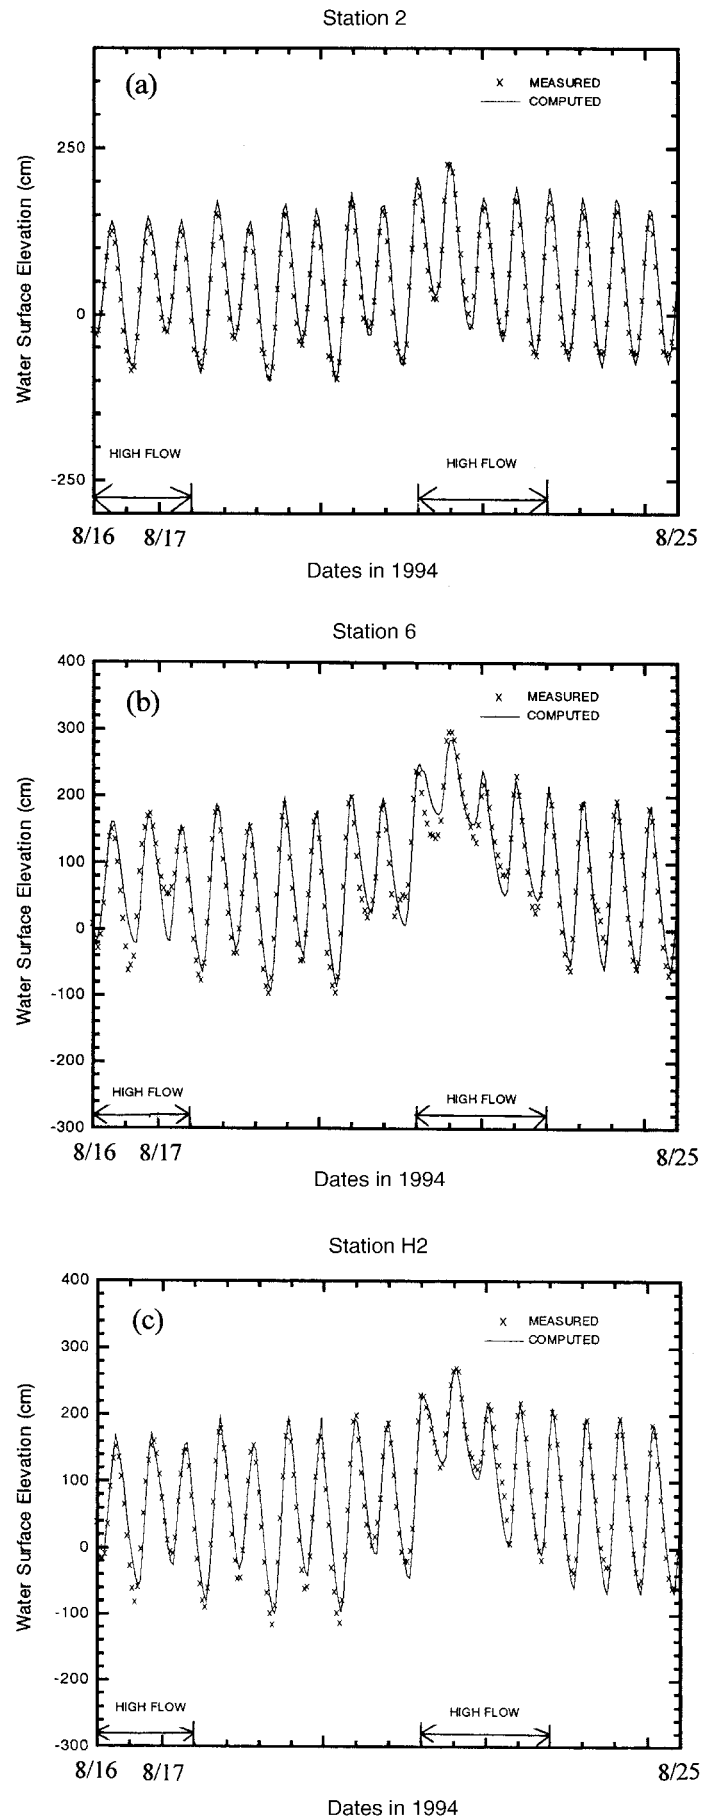 Station 2
(a)
× MEASURED
COMPUTED
250
0
-250
Water Surface Elevation (cm)
HIGH FLOW
HIGH FLOW
8/16 8/17 8/25
Dates in 1994
Station 6
(b)
× MEASURED
COMPUTED
400
300
200
100
0
-100
-200
-300
Water Surface Elevation (cm)
HIGH FLOW
HIGH FLOW
8/16 8/17 8/25
Dates in 1994
Station H2
(c)
× MEASURED
COMPUTED
400
300
200
100
0
-100
-200
-300
Water Surface Elevation (cm)
HIGH FLOW
HIGH FLOW
8/16 8/17 8/25
Dates in 1994